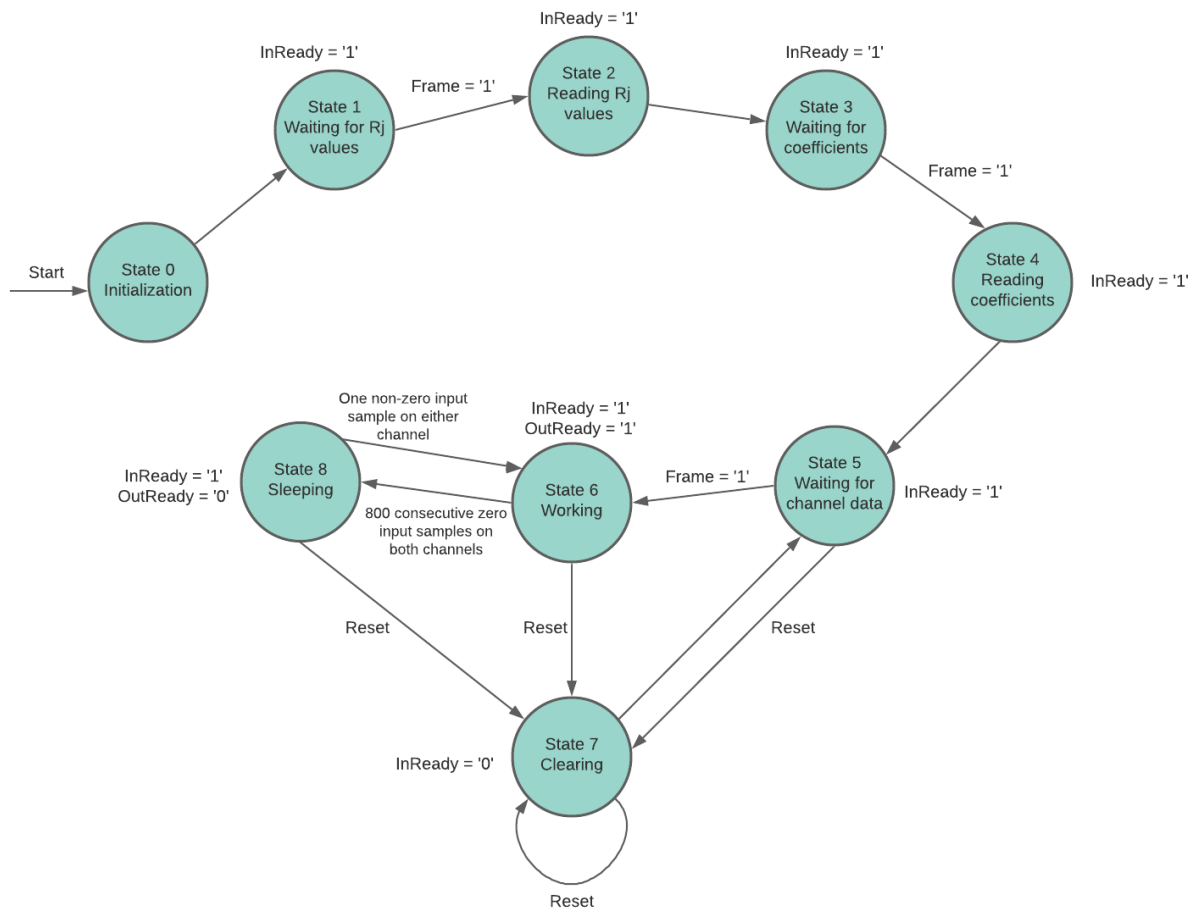 InReady = '1'
InReady = '1'
InReady = '1'
State 2
Reading Rj
values
State 1
Waiting for Rj
values
Frame = '1'
State 3
Waiting for
coefficients
Frame = '1'
Start
State 0
Initialization
State 4
Reading
coefficients
InReady = '1'
One non-zero input
sample on either
channel
InReady = '1'
OutReady = '1'
InReady = '1'
OutReady = '0'
State 8
Sleeping
State 6
Working
Frame = '1'
State 5
Waiting for
channel data
InReady = '1'
800 consecutive zero
input samples on
both channels
Reset
Reset
Reset
State 7
Clearing
InReady = '0'
Reset